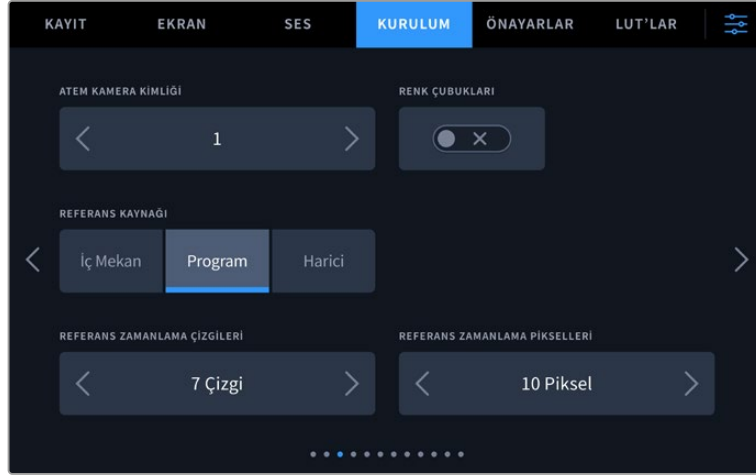 KAYIT EKRAN SES KURULUM ÖNAYARLAR LUT’LAR
ATEM KAMERA KİMLİĞİ RENK ÇUBUKLARI
1
REFERANS KAYNAĞI
İç Mekan Program Harici
REFERANS ZAMANLAMA ÇİZGİLERİ REFERANS ZAMANLAMA PİKSELLERİ
7 Çizgi 10 Piksel